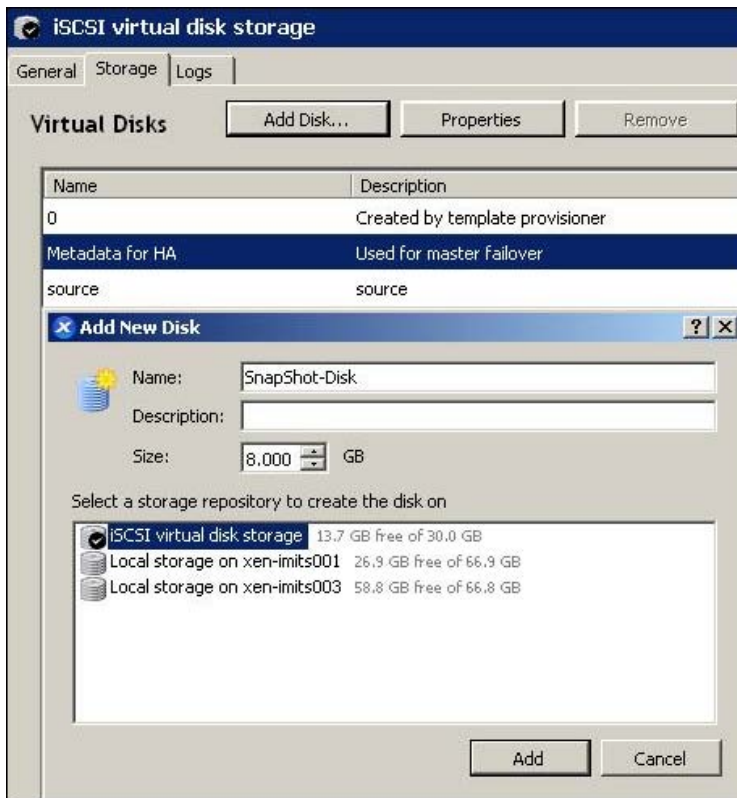 iSCSI virtual disk storage
General Storage Logs
Virtual Disks Add Disk... Properties Remove
Name Description
0 Created by template provisioner
Metadata for HA Used for master failover
source source
Add New Disk
Name: SnapShot-Disk
Description:
Size: 8.000 GB
Select a storage repository to create the disk on
iSCSI virtual disk storage 13.7 GB free of 30.0 GB
Local storage on xen-imits001 26.9 GB free of 66.9 GB
Local storage on xen-imits003 58.8 GB free of 66.8 GB
Add Cancel